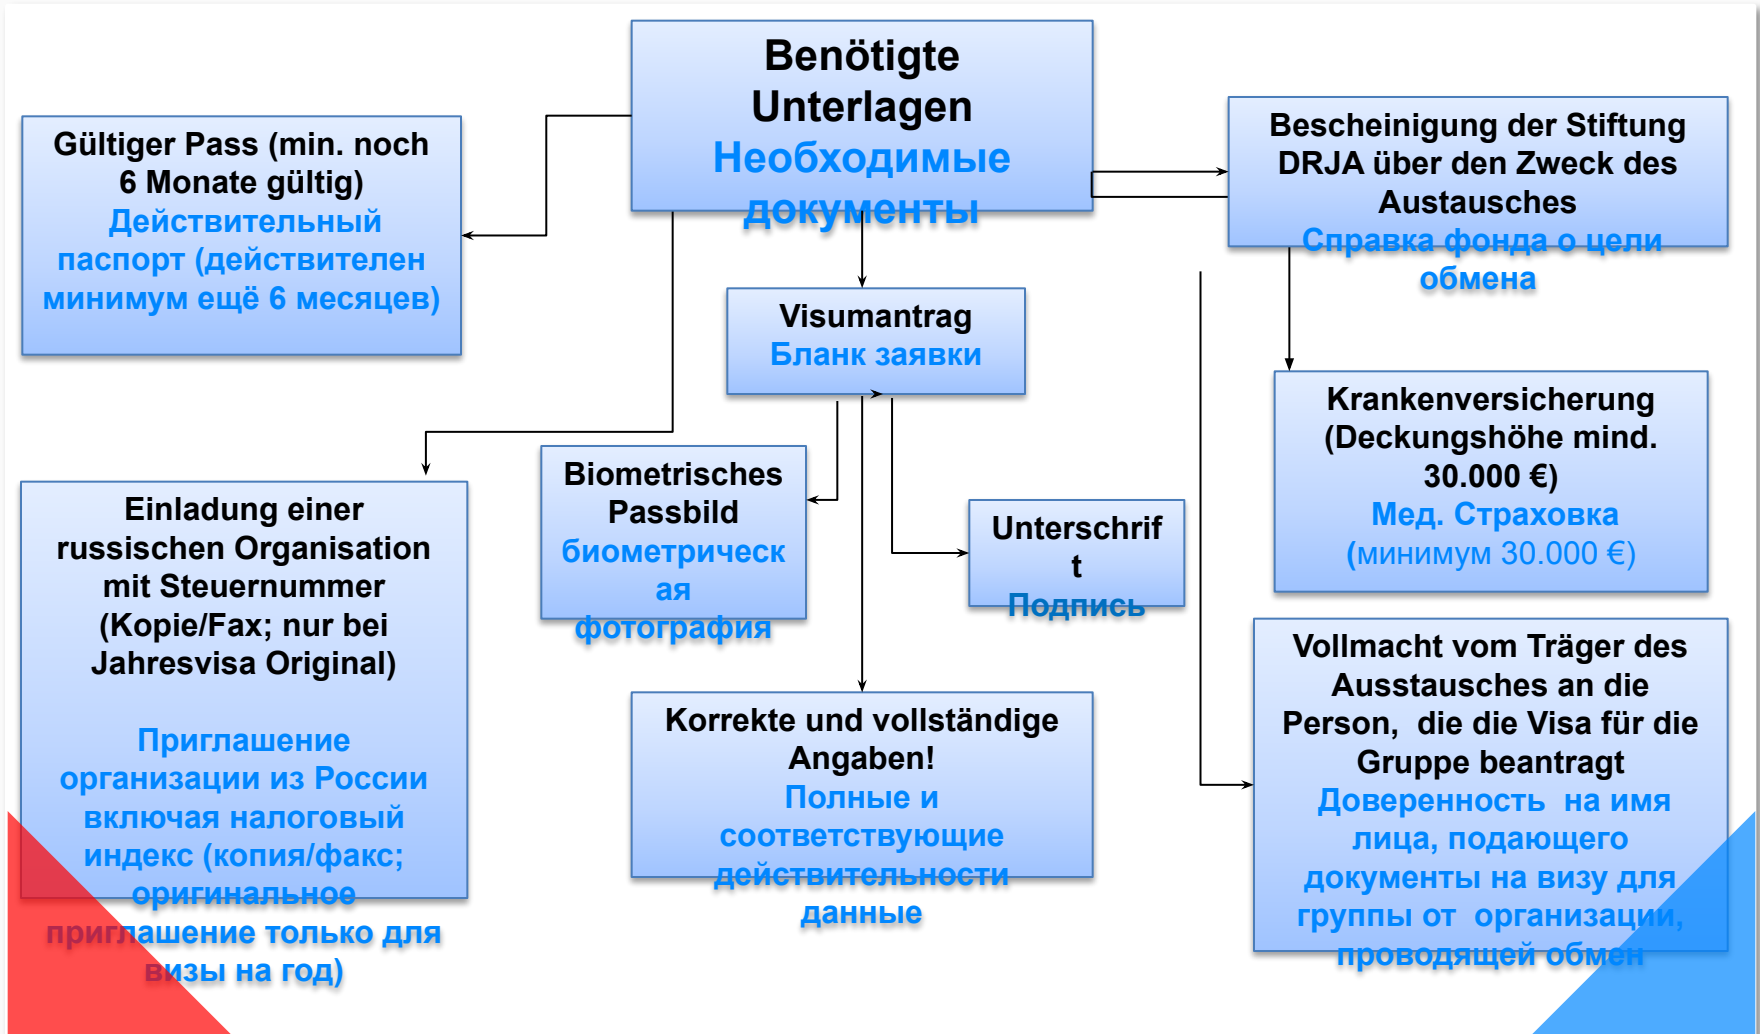 Benötigte
Unterlagen
Необходимые
документы
Gültiger Pass (min. noch
6 Monate gültig)
Действительный
паспорт (действителен
минимум ещё 6 месяцев)
Bescheinigung der Stiftung
DRJA über den Zweck des
Austausches
Справка фонда о цели
обмена
Visumantrag
Бланк заявки
Krankenversicherung
(Deckungshöhe mind.
30.000 €)
Мед. Страховка
(минимум 30.000 €)
Biometrisches
Passbild
биометрическ
ая
фотография
Unterschrif
t
Подпись
Einladung einer
russischen Organisation
mit Steuernummer
(Kopie/Fax; nur bei
Jahresvisa Original)
Приглашение
организации из России
включая налоговый
индекс (копия/факс;
оригинальное
приглашение только для
визы на год)
Korrekte und vollständige
Angaben!
Полные и
соответствующие
действительности
данные
Vollmacht vom Träger des
Ausstausches an die
Person,  die die Visa für die
Gruppe beantragt
Доверенность  на имя
лица, подающего
документы на визу для
группы от  организации,
проводящей обмен